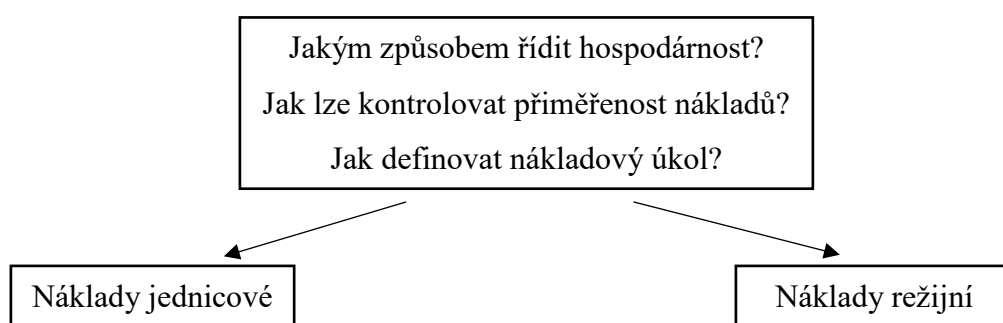 Jakým způsobem řídit hospodárnost?
Jak lze kontrolovat přiměřenost nákladů?
Jak definovat nákladový úkol?
Náklady jednicové
Náklady režijní